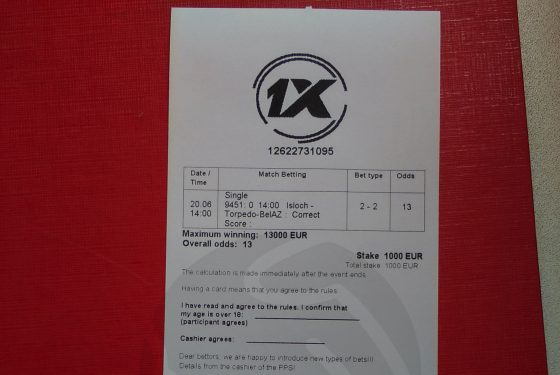 1X
12622731095
Date / Time
Match Betting
Bet type
Odds
20.06
14:00
Single
9451: 0 14:00 Isloch -
Torpedo-BelAZ : Correct
Score :
2 - 2
13
Maximum winning: 13000 EUR
Overall odds: 13
Stake 1000 EUR
Total stake 1000 EUR
The calculation is made immediately after the event ends
Having a card means that you agree to the rules
I have read and agree to the rules. I confirm that
my age is over 18:
(participant agrees)
Cashier agrees:
Dear bettors, we are happy to introduce new types of bets!!!
Details from the cashier of the PPS!